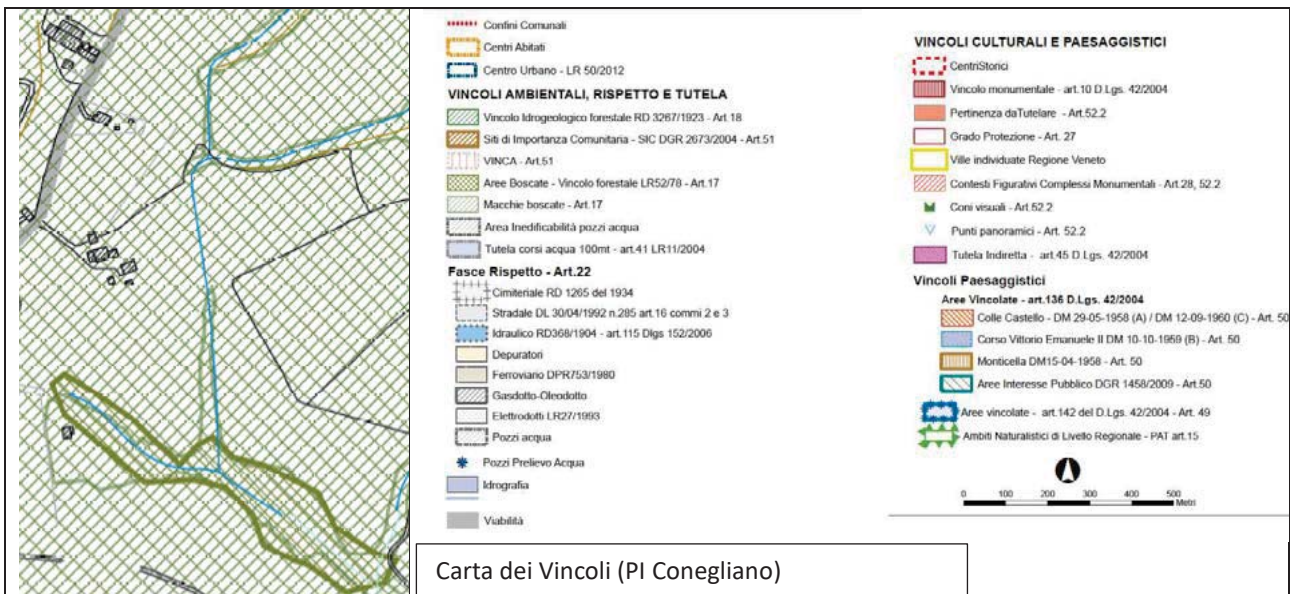 Confini Comunali
Centri Abitati
Centro Urbano - LR 50/2012
VINCOLI AMBIENTALI, RISPETTO E TUTELA
Vincolo Idrogeologico forestale RD 3267/1923 - Art.18
Siti di Importanza Comunitaria - SIC DGR 2673/2004 - Art.51
VINCA - Art.51
Aree Boscate - Vincolo forestale LR52/78 - Art.17
Macchie boscate - Art.17
Area Inedificabilità pozzi acqua
Tutela corsi acqua 100mt - art.41 LR11/2004
Fasce Rispetto - Art.22
Cimiteriale RD 1265 del 1934
Stradale DL 30/04/1992 n.285 art.16 commi 2 e 3
Idraulico RD368/1904 - art.115 Dlgs 152/2006
Depuratori
Ferroviario DPR753/1980
Gasdotto-Oleodotto
Elettrodotti LR27/1993
Pozzi acqua
Pozzi Prelievo Acqua
Idrografia
Viabilità
VINCOLI CULTURALI E PAESAGGISTICI
CentriStorici
Vincolo monumentale - art.10 D.Lgs. 42/2004
Pertinenza daTutelare - Art.52.2
Grado Protezione - Art. 27
Ville individuate Regione Veneto
Contesti Figurativi Complessi Monumentali - Art.28, 52.2
Coni visuali - Art.52.2
Punti panoramici - Art. 52.2
Tutela Indiretta - art.45 D.Lgs. 42/2004
Vincoli Paesaggistici
Aree Vincolate - art.136 D.Lgs. 42/2004
Colle Castello - DM 29-05-1958 (A) / DM 12-09-1960 (C) - Art. 50
Corso Vittorio Emanuele II DM 10-10-1959 (B) - Art. 50
Monticella DM15-04-1958 - Art. 50
Aree Interesse Pubblico DGR 1458/2009 - Art.50
Aree vincolate - art.142 del D.Lgs. 42/2004 - Art. 49
Ambiti Naturalistici di Livello Regionale - PAT art.15
0 100 200 300 400 500
Metri
Carta dei Vincoli (PI Conegliano)